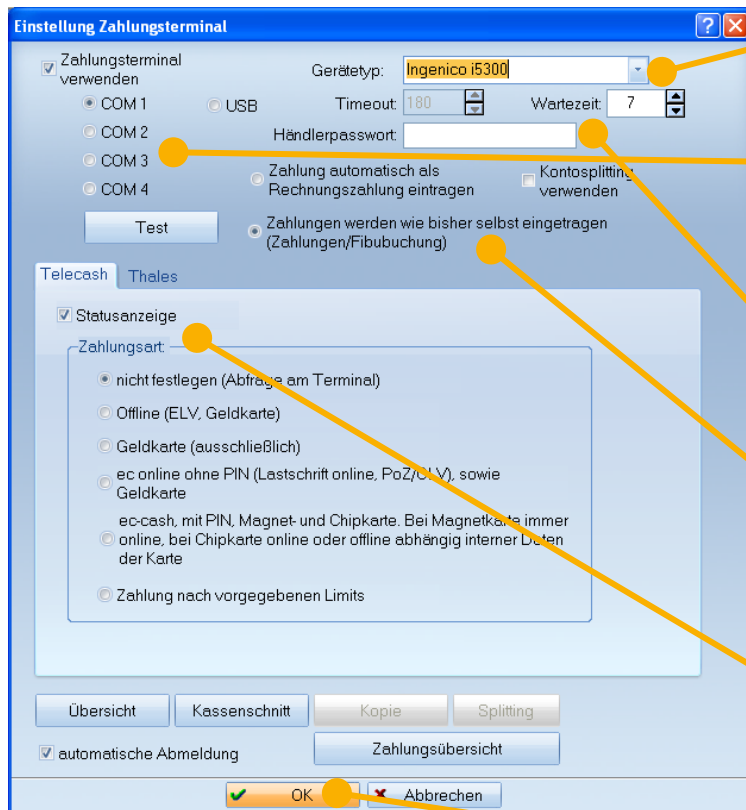 Einstellung Zahlungsterminal
Zahlungsterminal
verwenden
Gerätetyp:
Ingenico i5300
COM 1
USB
Timeout:
180
Wartezeit:
7
COM 2
Händlerpasswort:
COM 3
COM 4
Zahlung automatisch als
Rechnungszahlung eintragen
Kontosplitting
verwenden
Test
Zahlungen werden wie bisher selbst eingetragen
(Zahlungen/Fibubuchung)
Telecash
Thales
Statusanzeige
Zahlungsart:
nicht festlegen (Abfrage am Terminal)
Offline (ELV, Geldkarte)
Geldkarte (ausschließlich)
ec online ohne PIN (Lastschrift online, PoZ/OLV), sowie
Geldkarte
ec-cash, mit PIN, Magnet- und Chipkarte. Bei Magnetkarte immer
online, bei Chipkarte online oder offline abhängig interner Daten
der Karte
Zahlung nach vorgegebenen Limits
Übersicht
Kassenschnitt
Kopie
Splitting
automatische Abmeldung
Zahlungsübersicht
OK
Abbrechen